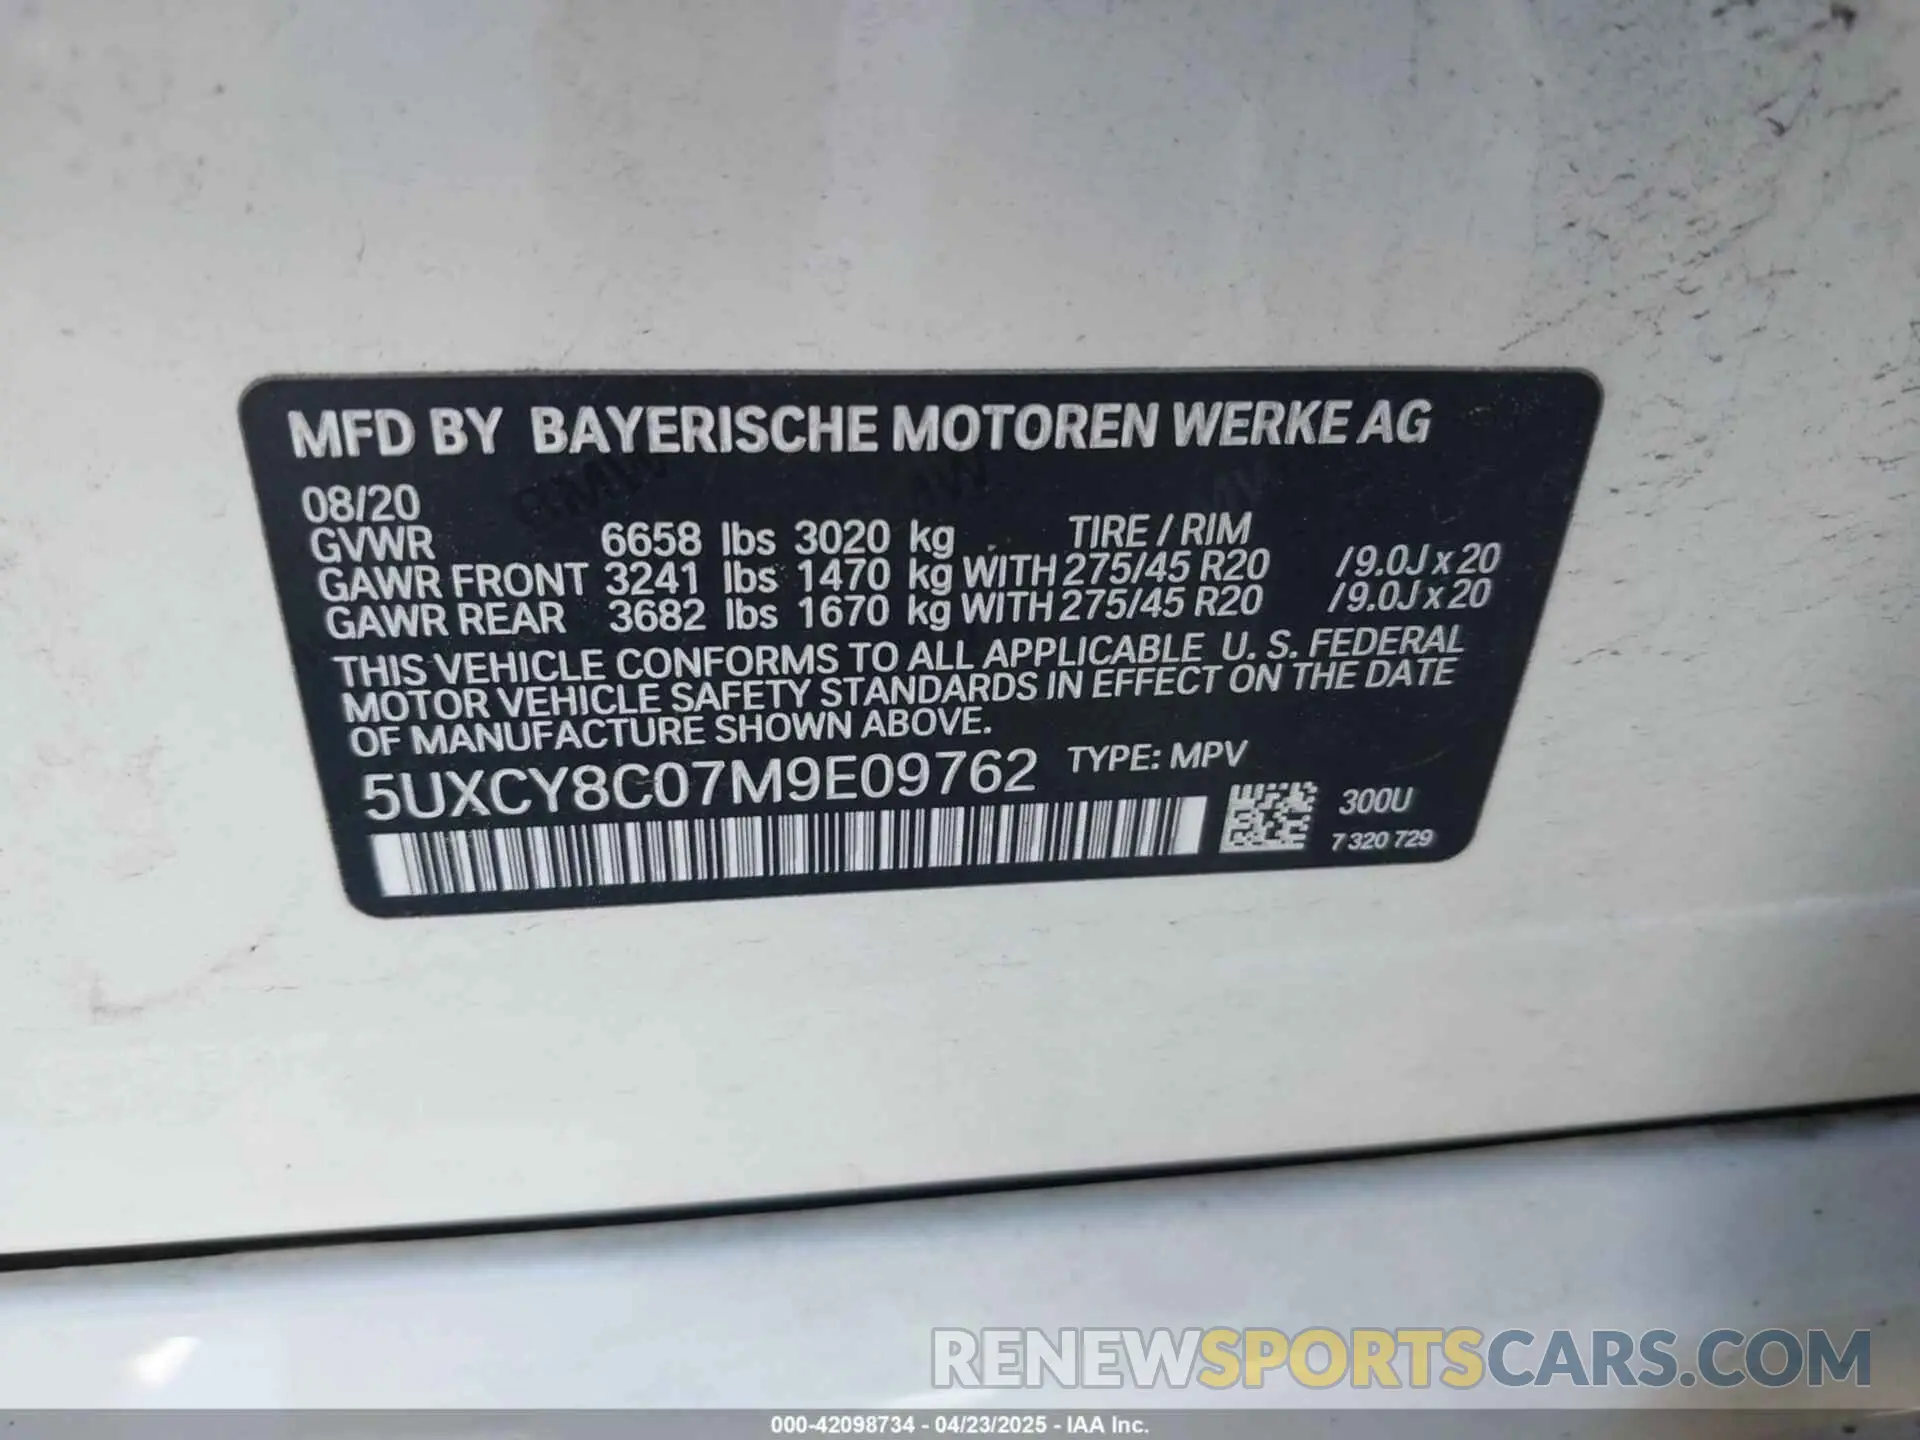 MFD BY BAYERISCHE MOTOREN WERKE AG
08/20
GVWR 6658 lbs 3020 kg TIRE / RIM
GAWR FRONT 3241 lbs 1470 kg WITH 275/45 R20 /9.0J x 20
GAWR REAR 3682 lbs 1670 kg WITH 275/45 R20 /9.0J x 20
THIS VEHICLE CONFORMS TO ALL APPLICABLE U. S. FEDERAL
MOTOR VEHICLE SAFETY STANDARDS IN EFFECT ON THE DATE
OF MANUFACTURE SHOWN ABOVE.
5UXCY8C07M9E09762 TYPE: MPV
300U
7 320 729
RENEWSPORTSCARS.COM
000-42098734 - 04/23/2025 - IAA Inc.